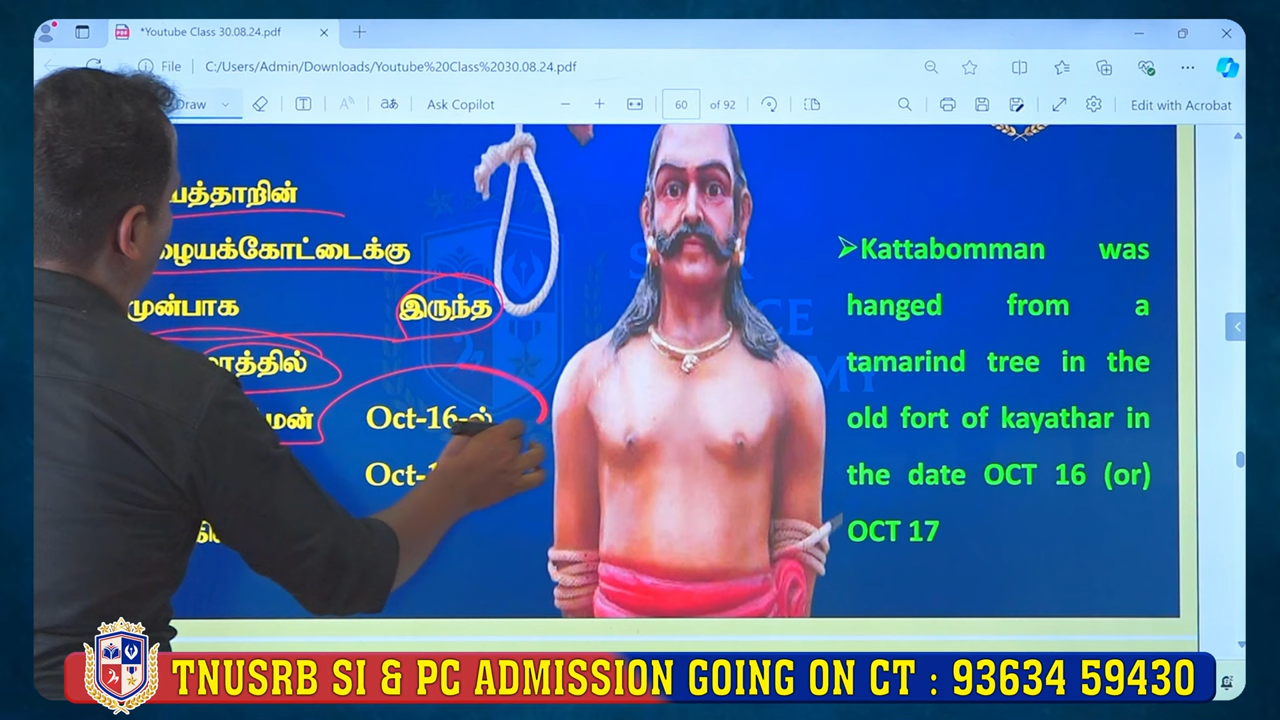 *Youtube Class 30.08.24.pdf
File
C:/Users/Admin/Downloads/Youtube%20Class%2030.08.24.pdf
Draw
Ask Copilot
60 of 92
Edit with Acrobat
முன்பாக இருந்த
Oct-16-ல்
➢Kattabomman was
hanged from a
tamarind tree in the
old fort of kayathar in
the date OCT 16 (or)
OCT 17
TNUSRB SI & PC ADMISSION GOING ON CT : 93634 59430